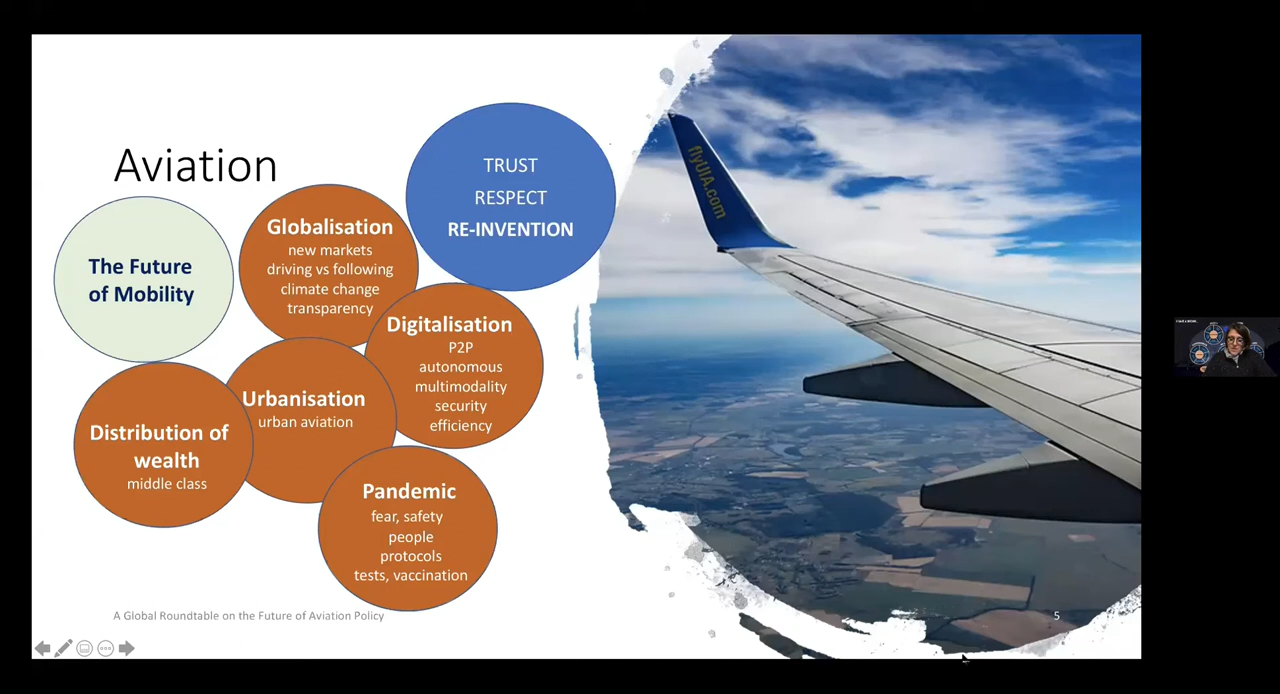 Aviation
TRUST
RESPECT
RE-INVENTION
The Future
of Mobility
Globalisation
new markets
driving vs following
climate change
transparency
Digitalisation
P2P
autonomous
multimodality
security
efficiency
Urbanisation
urban aviation
Distribution of
wealth
middle class
Pandemic
fear, safety
people
protocols
tests, vaccination
flyUIA.com
A Global Roundtable on the Future of Aviation Policy
5